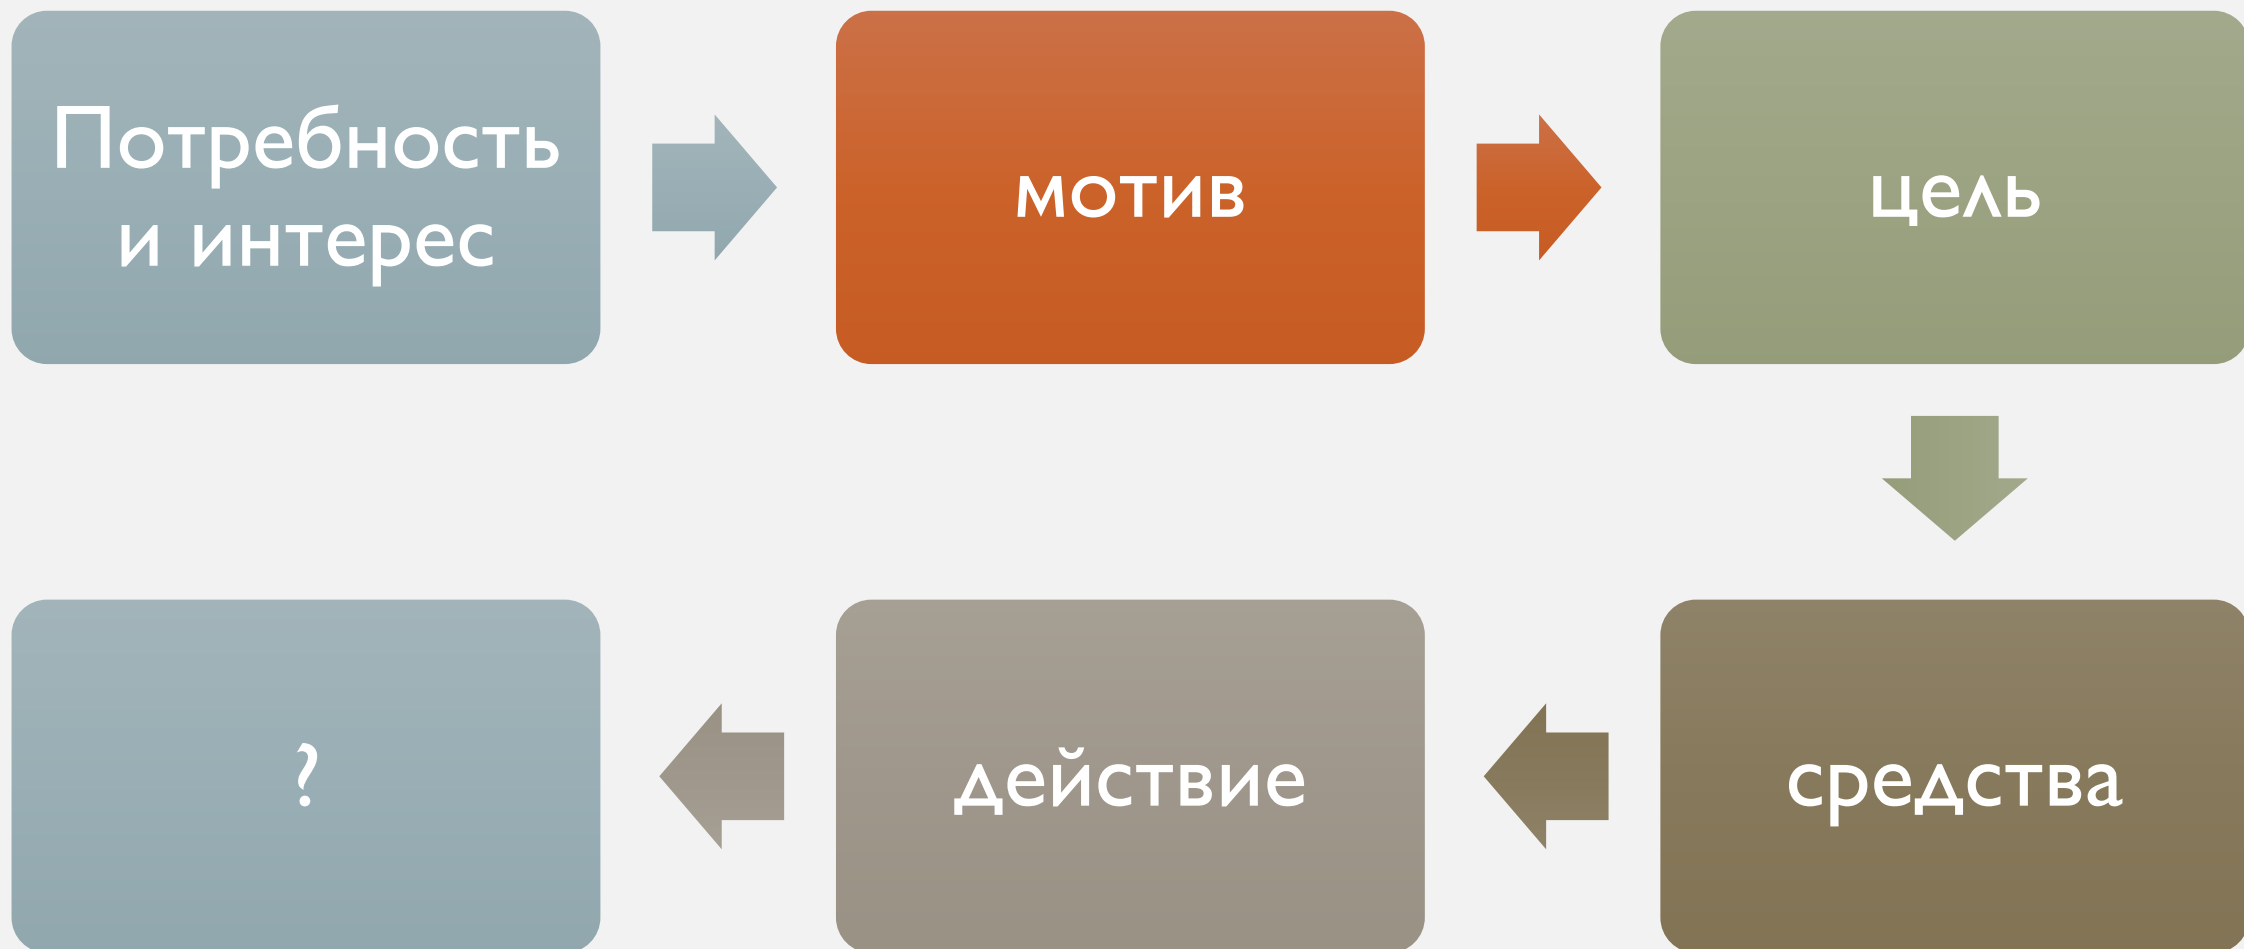 Потребность
и интерес
мотив
цель
средства
действие
?